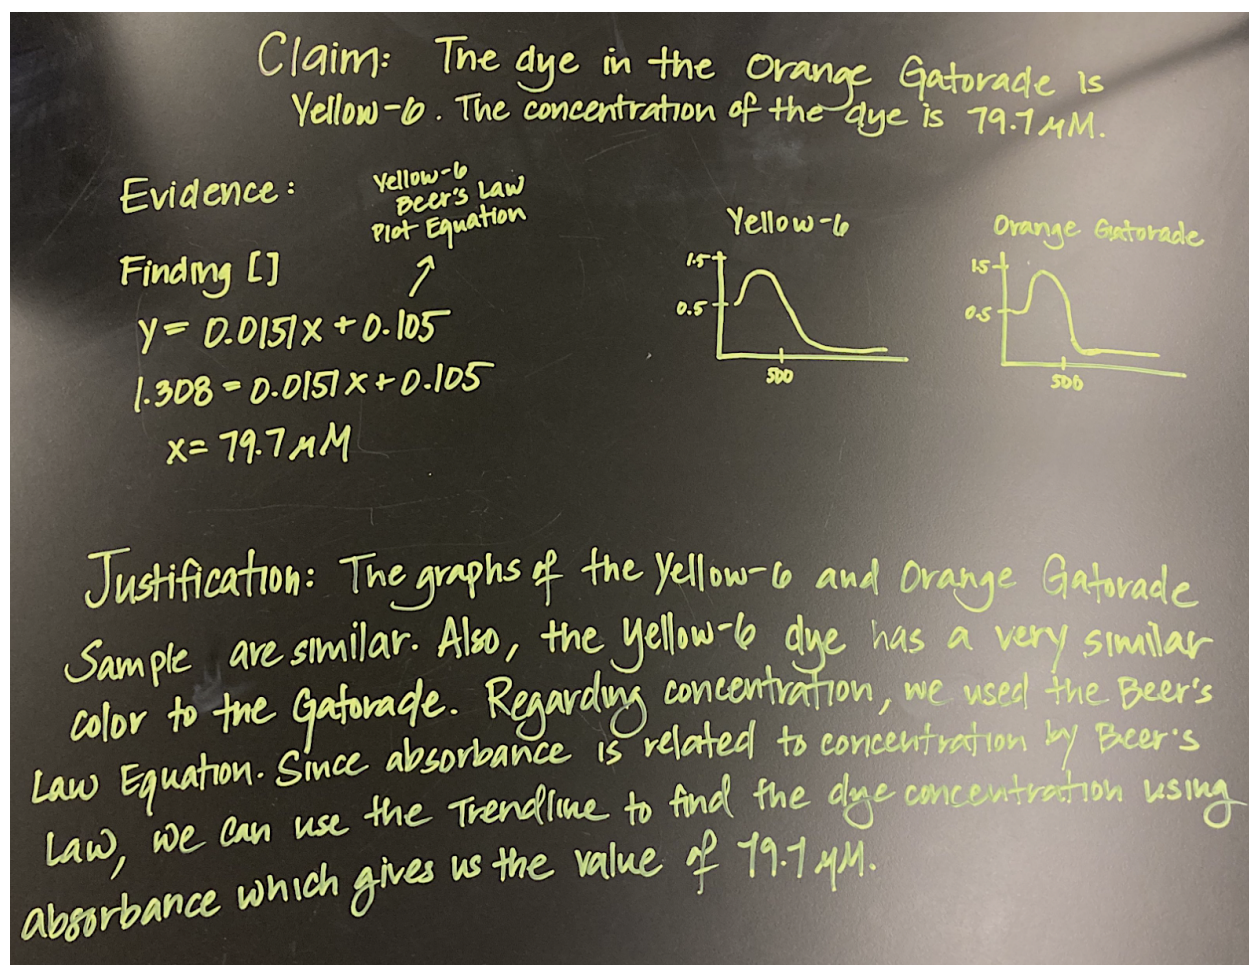 Claim: The dye in the Orange Gatorade is
Yellow-6. The concentration of the dye is 79.7 μM.
Evidence:
Yellow-6
Beer's Law
Plot Equation
Finding []
y = 0.0151x + 0.105
1.308 = 0.0151x + 0.105
x = 79.7 μM
Yellow-6
1.5
0.5
500
Orange Gatorade
1.5
0.5
500
Justification: The graphs of the Yellow-6 and Orange Gatorade
Sample are similar. Also, the Yellow-6 dye has a very similar
color to the Gatorade. Regarding concentration, we used the Beer's
Law Equation. Since absorbance is related to concentration by Beer's
Law, we can use the Trendline to find the dye concentration using
absorbance which gives us the value of 79.7 μM.